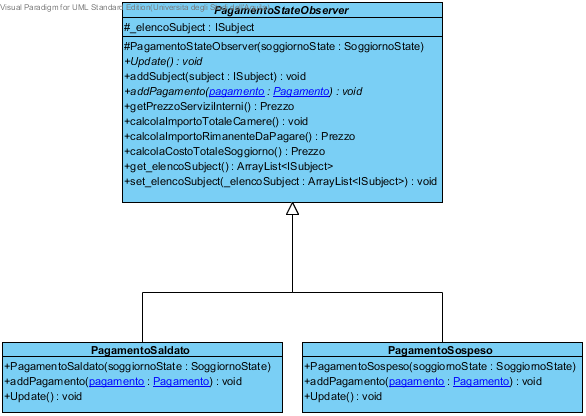 Visual Paradigm for UML Standard Edition(Universita degli Studi dell'Aquila)
PagamentoStateObserver
#_elencoSubject : ISubject
#PagamentoStateObserver(soggiornoState : SoggiornoState)
+Update() : void
+addSubject(subject : ISubject) : void
+addPagamento(pagamento : Pagamento) : void
+getPrezzoServiziInterni() : Prezzo
+calcolaImportoTotaleCamere() : void
+calcolaImportoRimanenteDaPagare() : Prezzo
+calcolaCostoTotaleSoggiorno() : Prezzo
+get_elencoSubject() : ArrayList<ISubject>
+set_elencoSubject(_elencoSubject : ArrayList<ISubject>) : void
PagamentoSaldato
+PagamentoSaldato(soggiornoState : SoggiornoState)
+addPagamento(pagamento : Pagamento) : void
+Update() : void
PagamentoSospeso
+PagamentoSospeso(soggiornoState : SoggiornoState)
+addPagamento(pagamento : Pagamento) : void
+Update() : void